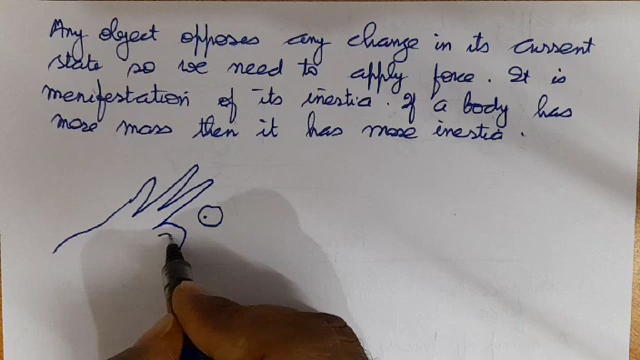 Any object opposes any change in its current
state so we need to apply force. It is
menifestation of its inertia. If a body has
more mass then it has more inertia.